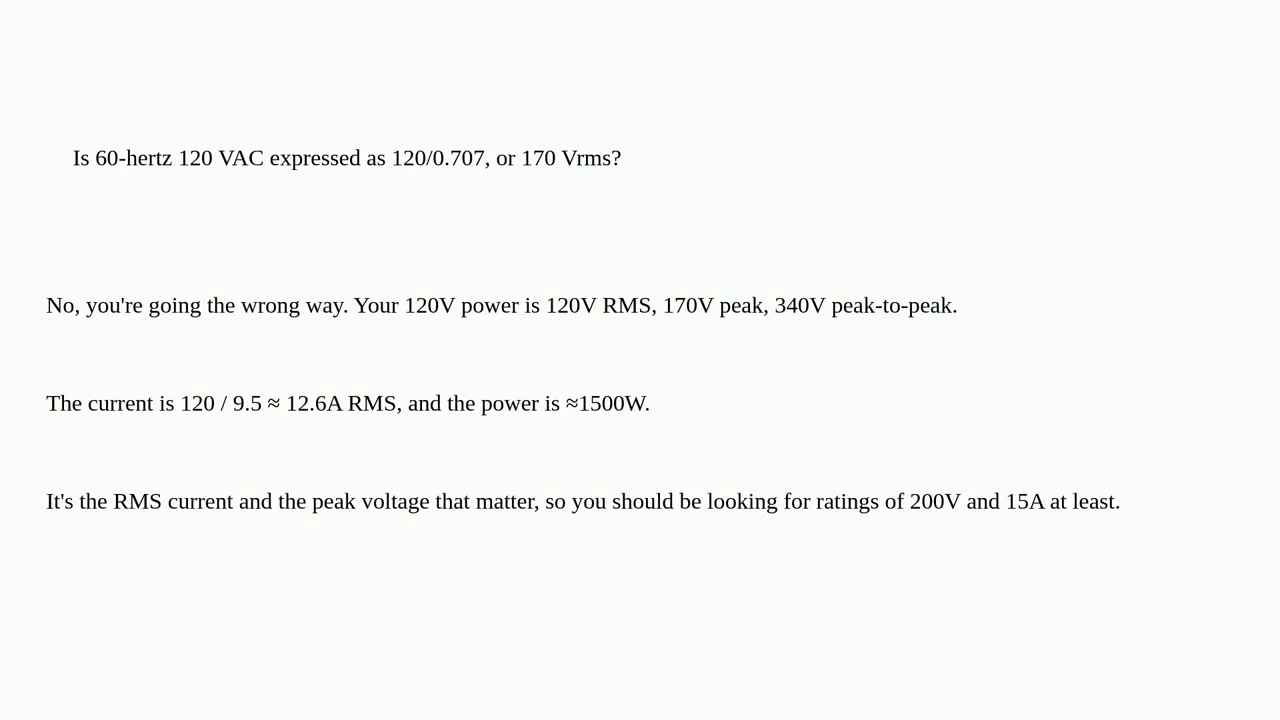 Is 60-hertz 120 VAC expressed as 120/0.707, or 170 Vrms?
No, you're going the wrong way. Your 120V power is 120V RMS, 170V peak, 340V peak-to-peak.
The current is 120 / 9.5 ≈ 12.6A RMS, and the power is ≈1500W.
It's the RMS current and the peak voltage that matter, so you should be looking for ratings of 200V and 15A at least.